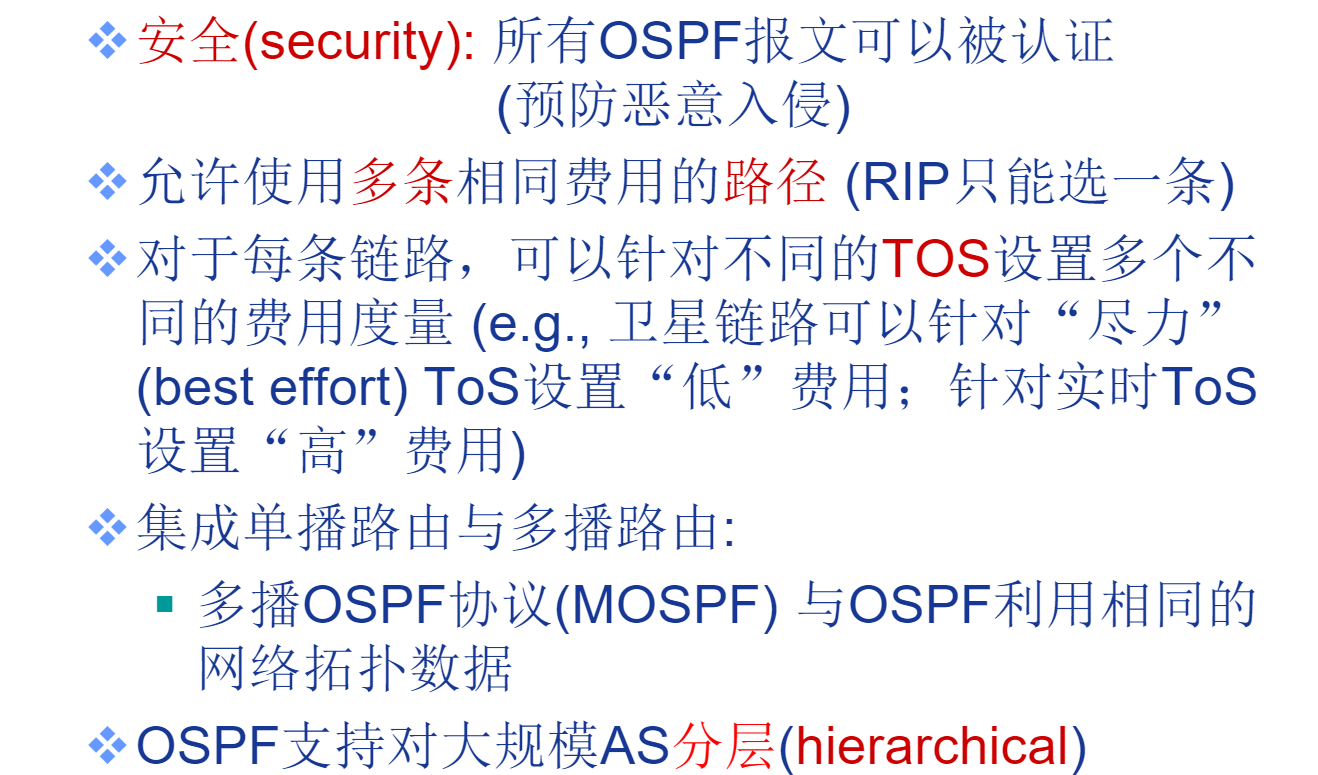 安全(security): 所有OSPF报文可以被认证
(预防恶意入侵)
允许使用多条相同费用的路径 (RIP只能选一条)
对于每条链路，可以针对不同的TOS设置多个不
同的费用度量 (e.g., 卫星链路可以针对“尽力”
(best effort) ToS设置“低”费用；针对实时ToS
设置“高”费用)
集成单播路由与多播路由:
多播OSPF协议(MOSPF) 与OSPF利用相同的
网络拓扑数据
OSPF支持对大规模AS分层(hierarchical)